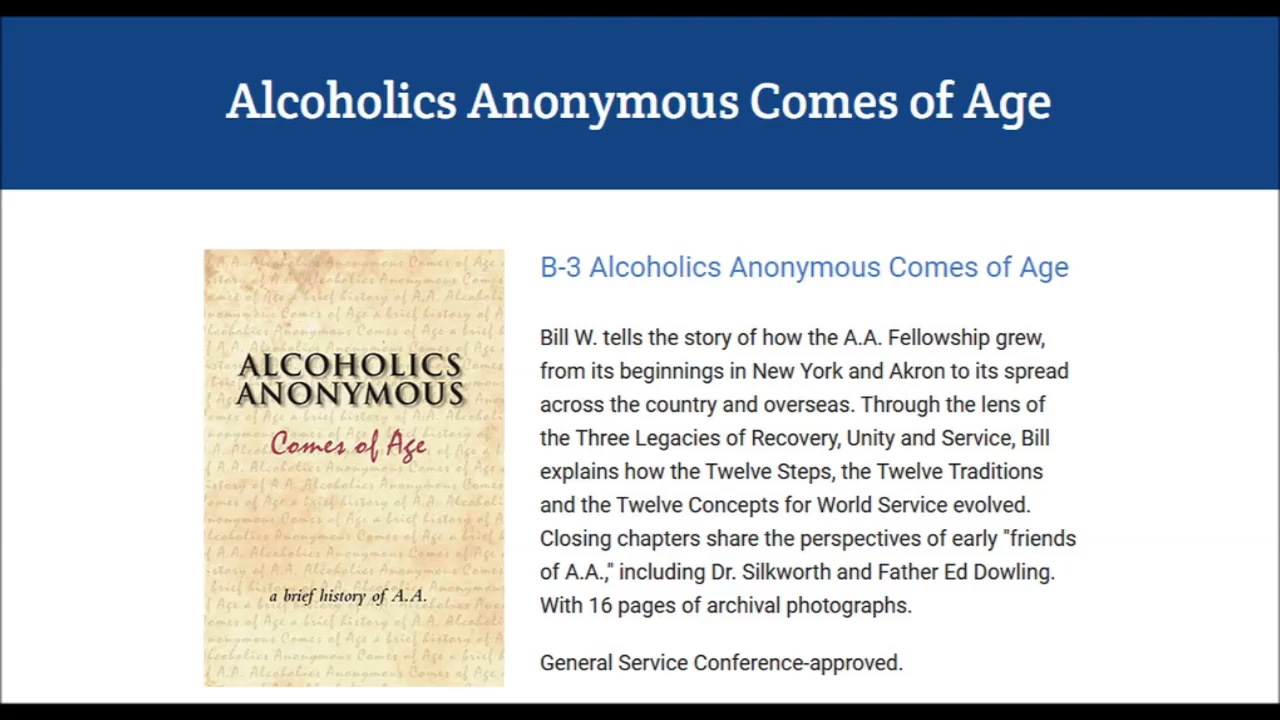 Alcoholics Anonymous Comes of Age
ALCOHOLICS
ANONYMOUS
Comes of Age
a brief history of A.A.
B-3 Alcoholics Anonymous Comes of Age
Bill W. tells the story of how the A.A. Fellowship grew,
from its beginnings in New York and Akron to its spread
across the country and overseas. Through the lens of
the Three Legacies of Recovery, Unity and Service, Bill
explains how the Twelve Steps, the Twelve Traditions
and the Twelve Concepts for World Service evolved.
Closing chapters share the perspectives of early "friends
of A.A.," including Dr. Silkworth and Father Ed Dowling.
With 16 pages of archival photographs.
General Service Conference-approved.